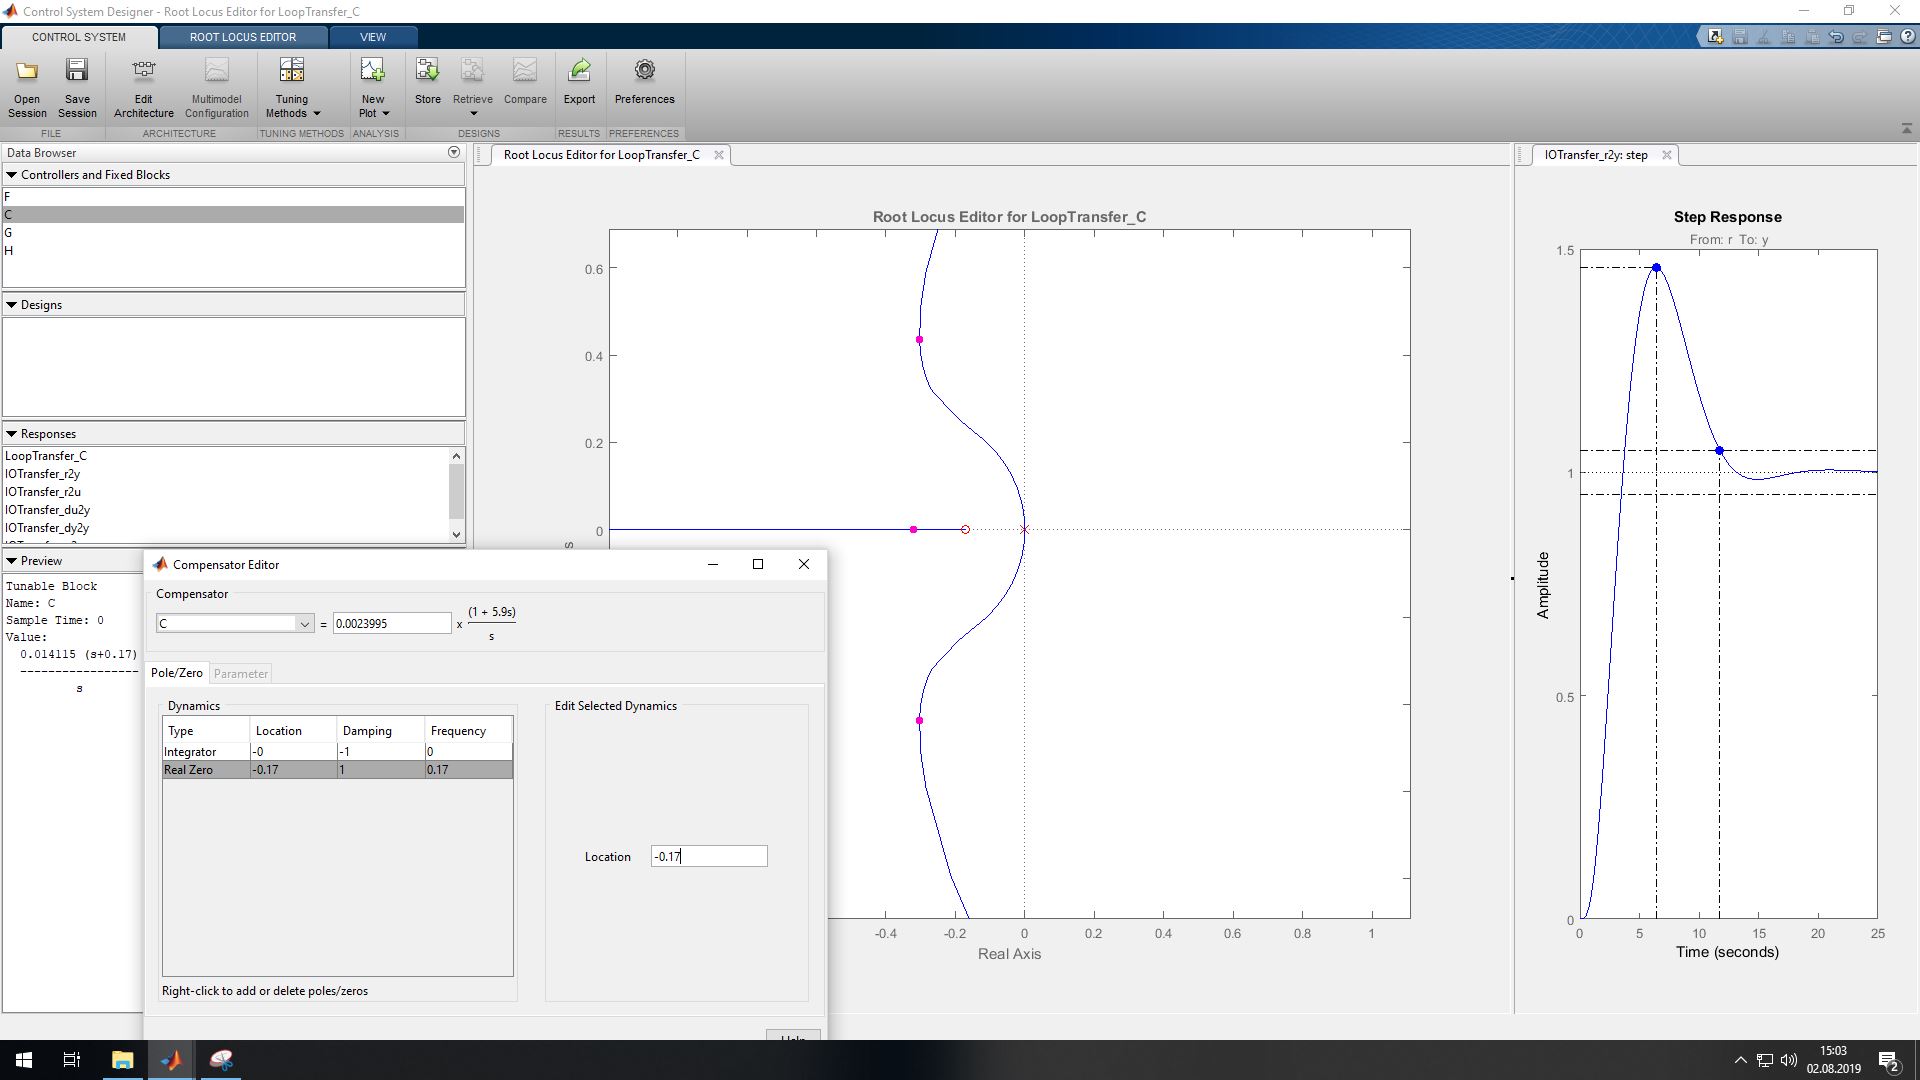 Control System Designer - Root Locus Editor for LoopTransfer_C
CONTROL SYSTEM
ROOT LOCUS EDITOR
VIEW
Open Session
Save Session
Edit Architecture
Multimodel Configuration
Tuning Methods
New Plot
Store
Retrieve
Compare
Export
Preferences
FILE
ARCHITECTURE
TUNING METHODS
ANALYSIS
DESIGNS
RESULTS
PREFERENCES
Data Browser
Controllers and Fixed Blocks
F
C
G
H
Designs
Responses
LoopTransfer_C
IOTransfer_r2y
IOTransfer_r2u
IOTransfer_du2y
IOTransfer_dy2y
Preview
Tunable Block
Name: C
Sample Time: 0
Value:
0.014115 (s+0.17)
-----------------
s
Root Locus Editor for LoopTransfer_C
Root Locus Editor for LoopTransfer_C
0.6
0.4
0.2
0
s
-0.4
-0.2
0
0.2
0.4
0.6
0.8
1
Real Axis
Compensator Editor
Compensator
C
=
0.0023995
x
(1 + 5.9s)
s
Pole/Zero
Parameter
Dynamics
Type Location Damping Frequency
Integrator -0 -1 0
Real Zero -0.17 1 0.17
Right-click to add or delete poles/zeros
Edit Selected Dynamics
Location
-0.17
Help
IOTransfer_r2y: step
Step Response
From: r To: y
1.5
1
0.5
0
Amplitude
0
5
10
15
20
25
Time (seconds)
15:03
02.08.2019
2